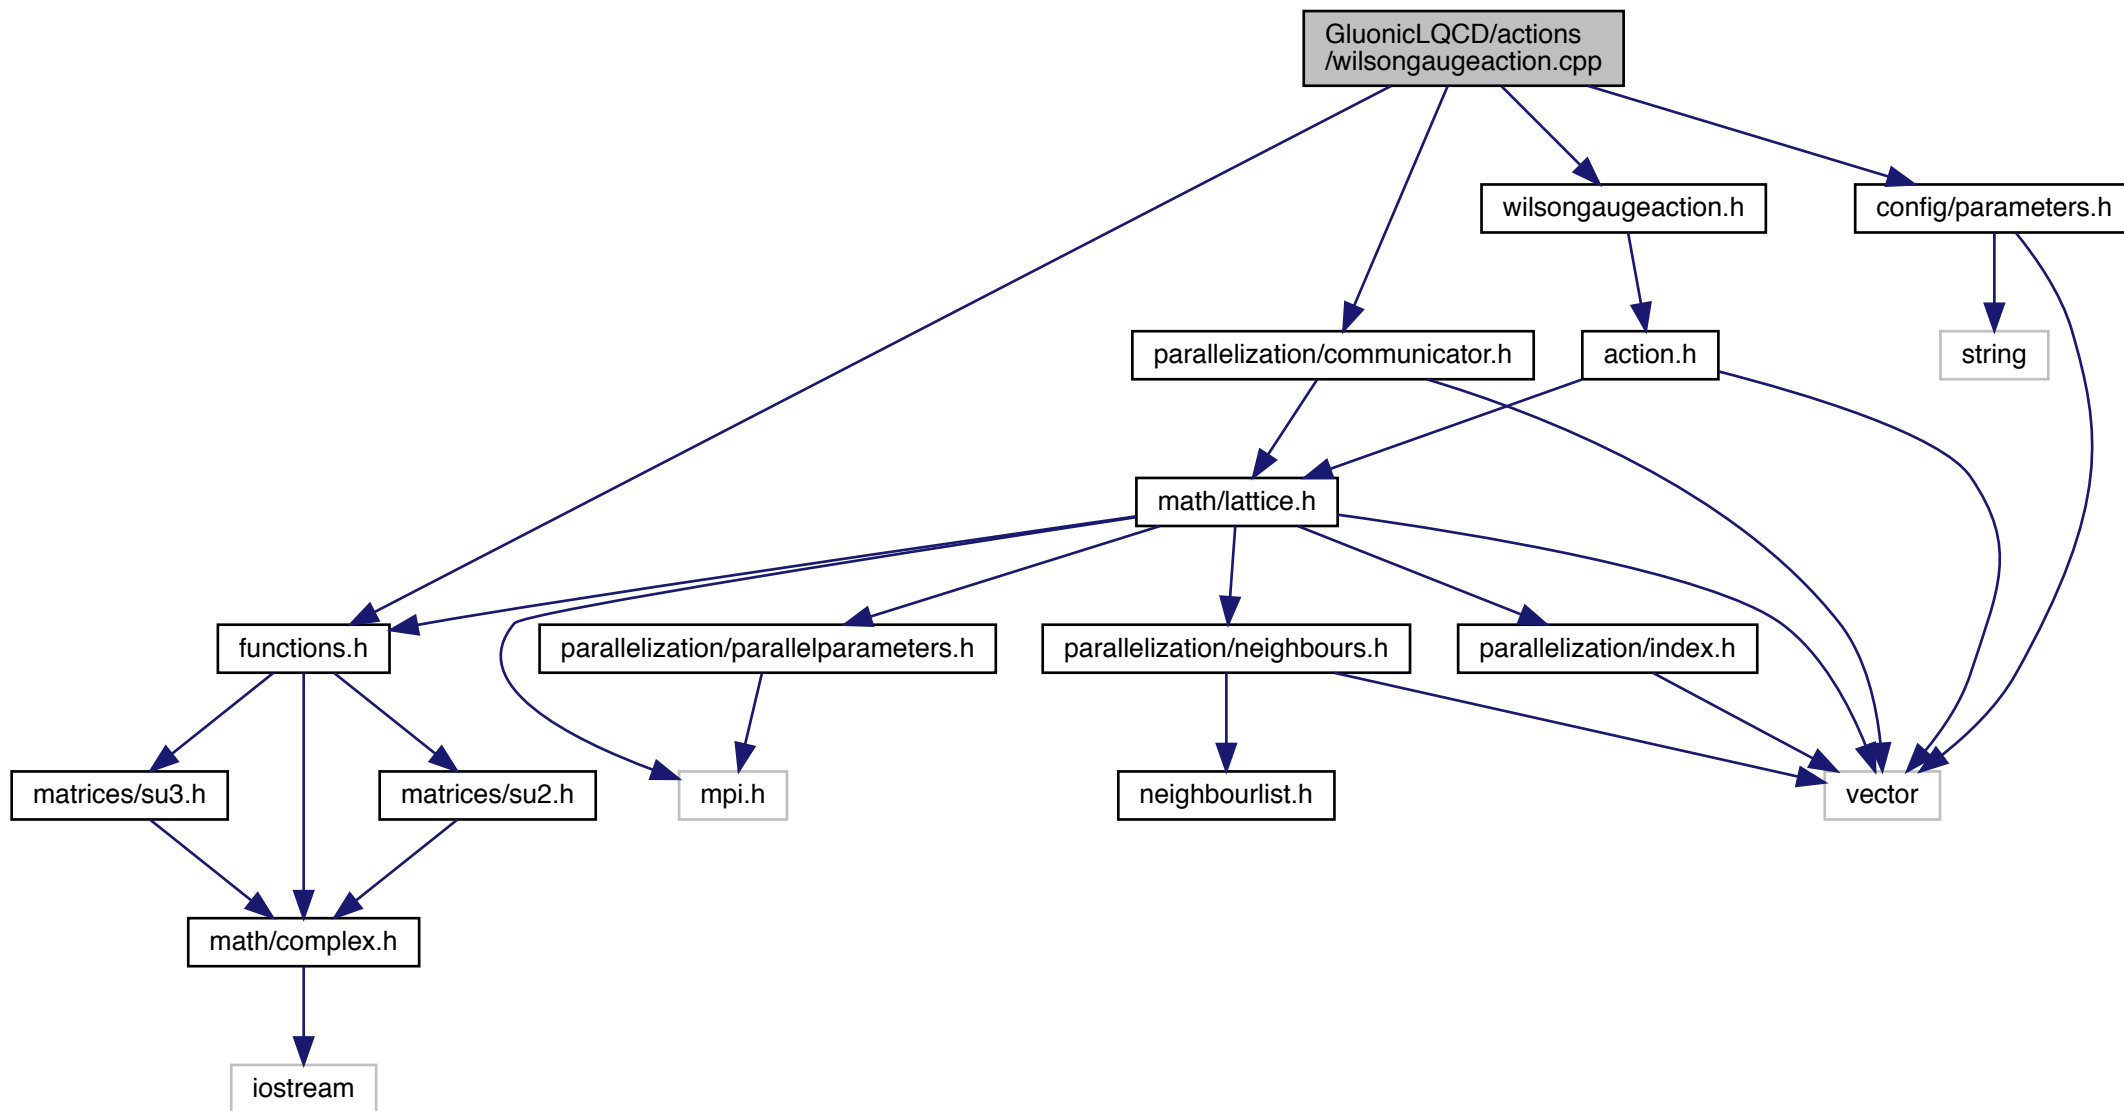 GluonicLQCD/actions
/wilsongaugeaction.cpp
wilsongaugeaction.h
config/parameters.h
parallelization/communicator.h
action.h
string
math/lattice.h
functions.h
parallelization/parallelparameters.h
parallelization/neighbours.h
parallelization/index.h
matrices/su3.h
matrices/su2.h
mpi.h
neighbourlist.h
vector
math/complex.h
iostream